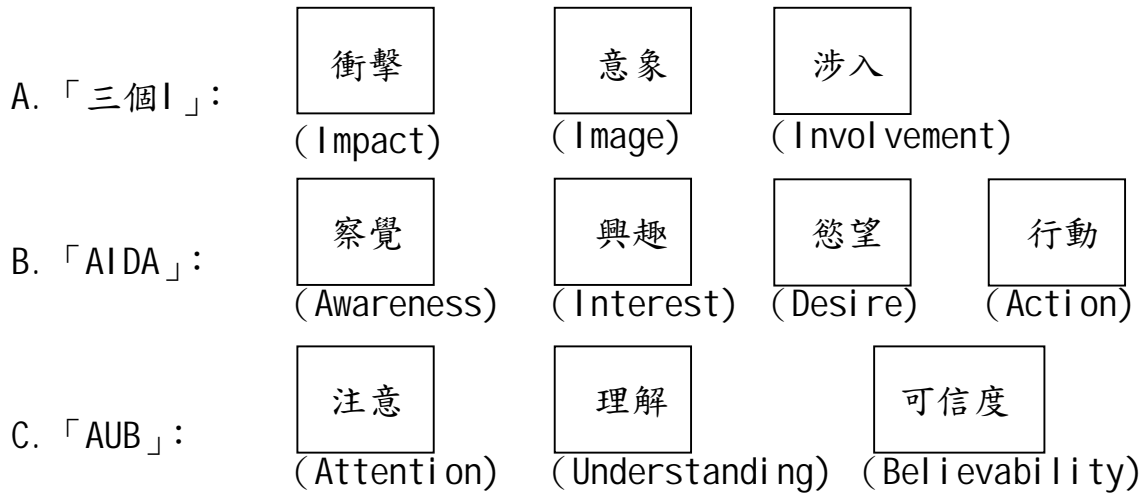 衝擊 意象 涉入
A.「三個I」:
(Impact) (Image) (Involvement)
察覺 興趣 慾望 行動
B.「AIDA」:
(Awareness) (Interest) (Desire) (Action)
注意 理解 可信度
C.「AUB」:
(Attention) (Understanding) (Believability)